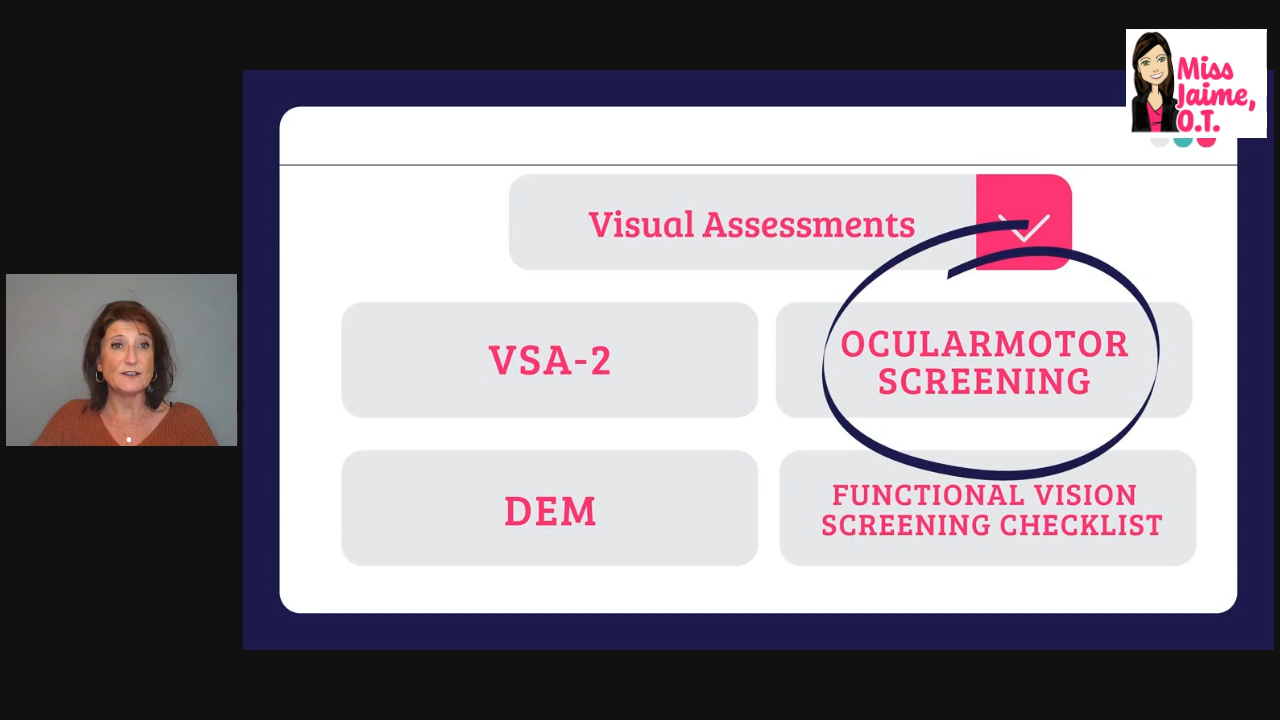 Miss
Jaime,
O.T.
Visual Assessments
VSA-2
OCULARMOTOR
SCREENING
DEM
FUNCTIONAL VISION
SCREENING CHECKLIST